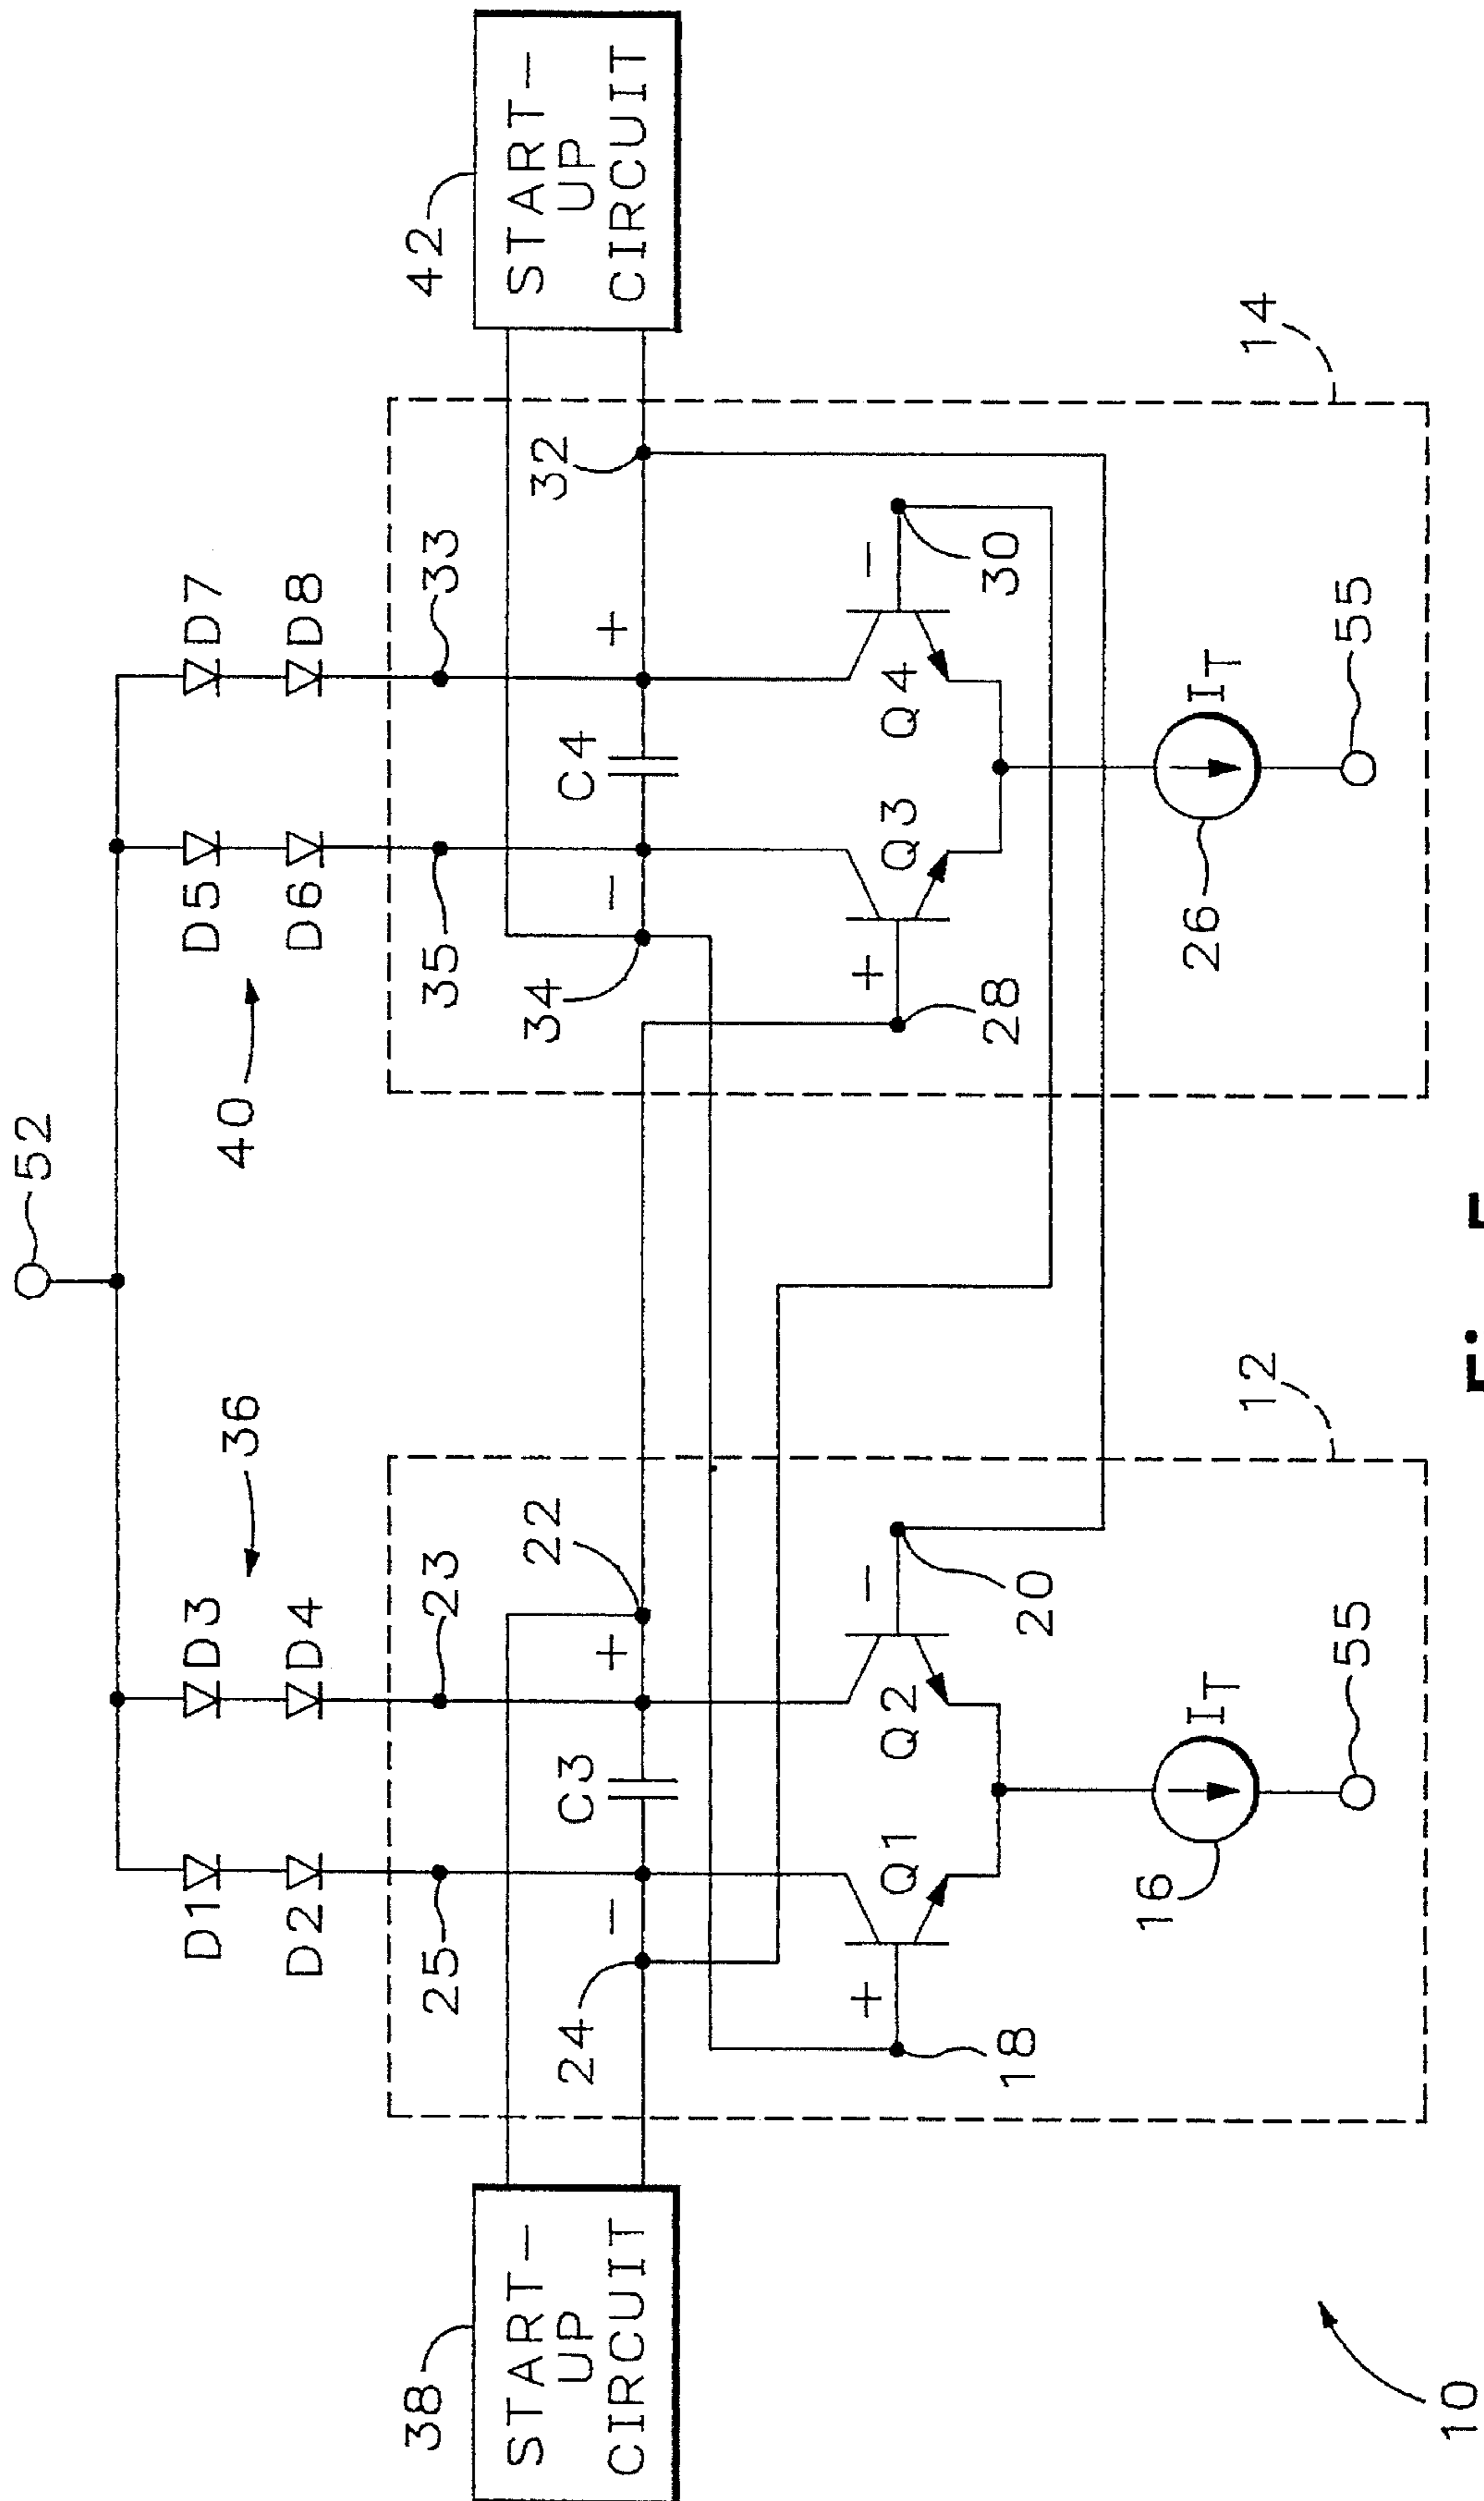 52
36
40
D1
D3
D5
D7
D2
D4
D6
D8
25
23
35
33
38
START-
UP
CIRCUIT
24
−
C3
+
22
34
−
C4
+
32
42
START-
UP
CIRCUIT
+
Q1
Q2
−
+
Q3
Q4
−
18
20
28
30
16
IT
26
IT
12
14
55
55
10